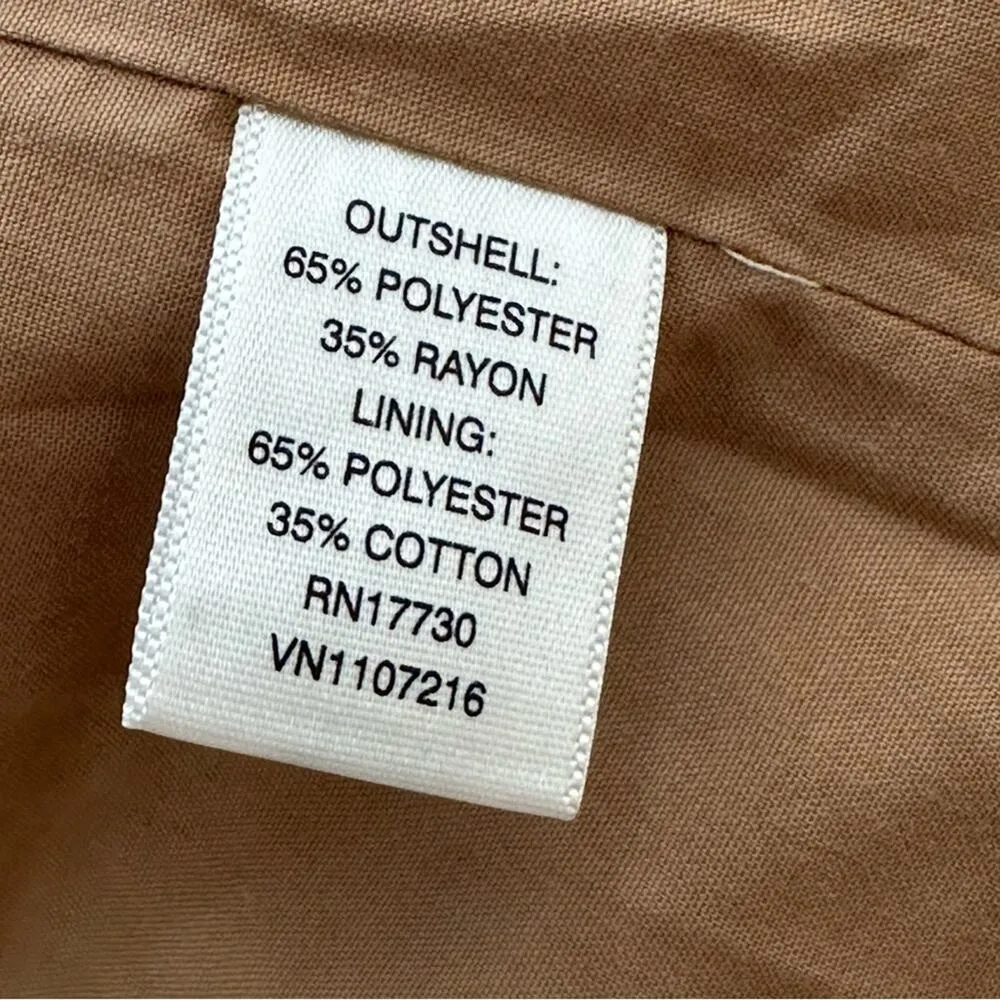 OUTSHELL:
65% POLYESTER
35% RAYON
LINING:
65% POLYESTER
35% COTTON
RN17730
VN1107216